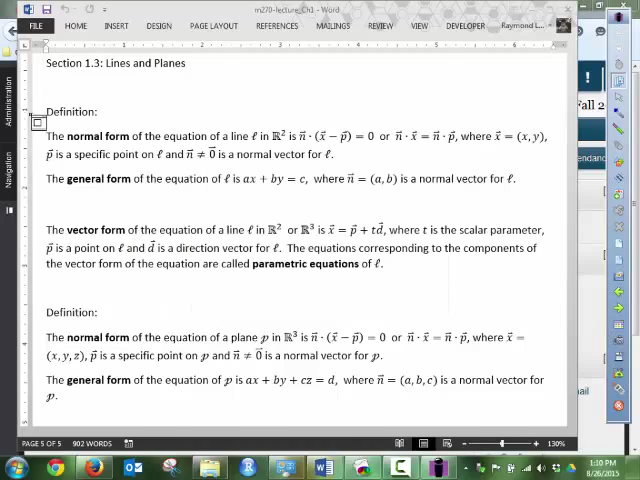 m270-lecture_Ch1 - Word
FILE HOME INSERT DESIGN PAGE LAYOUT REFERENCES MAILINGS REVIEW VIEW DEVELOPER Raymond L...
Section 1.3: Lines and Planes
Definition:
The normal form of the equation of a line ℓ in ℝ² is n⃗ · (x⃗ − p⃗) = 0 or n⃗ · x⃗ = n⃗ · p⃗, where x⃗ = (x, y),
p⃗ is a specific point on ℓ and n⃗ ≠ 0⃗ is a normal vector for ℓ.
The general form of the equation of ℓ is ax + by = c, where n⃗ = (a, b) is a normal vector for ℓ.
The vector form of the equation of a line ℓ in ℝ² or ℝ³ is x⃗ = p⃗ + td⃗, where t is the scalar parameter,
p⃗ is a point on ℓ and d⃗ is a direction vector for ℓ. The equations corresponding to the components of
the vector form of the equation are called parametric equations of ℓ.
Definition:
The normal form of the equation of a plane 𝓅 in ℝ³ is n⃗ · (x⃗ − p⃗) = 0 or n⃗ · x⃗ = n⃗ · p⃗, where x⃗ =
(x, y, z), p⃗ is a specific point on 𝓅 and n⃗ ≠ 0⃗ is a normal vector for 𝓅.
The general form of the equation of 𝓅 is ax + by + cz = d, where n⃗ = (a, b, c) is a normal vector for
𝓅.
PAGE 5 OF 5 902 WORDS 130%
Administration
Navigation
Fall 2
1:10 PM
8/26/2015